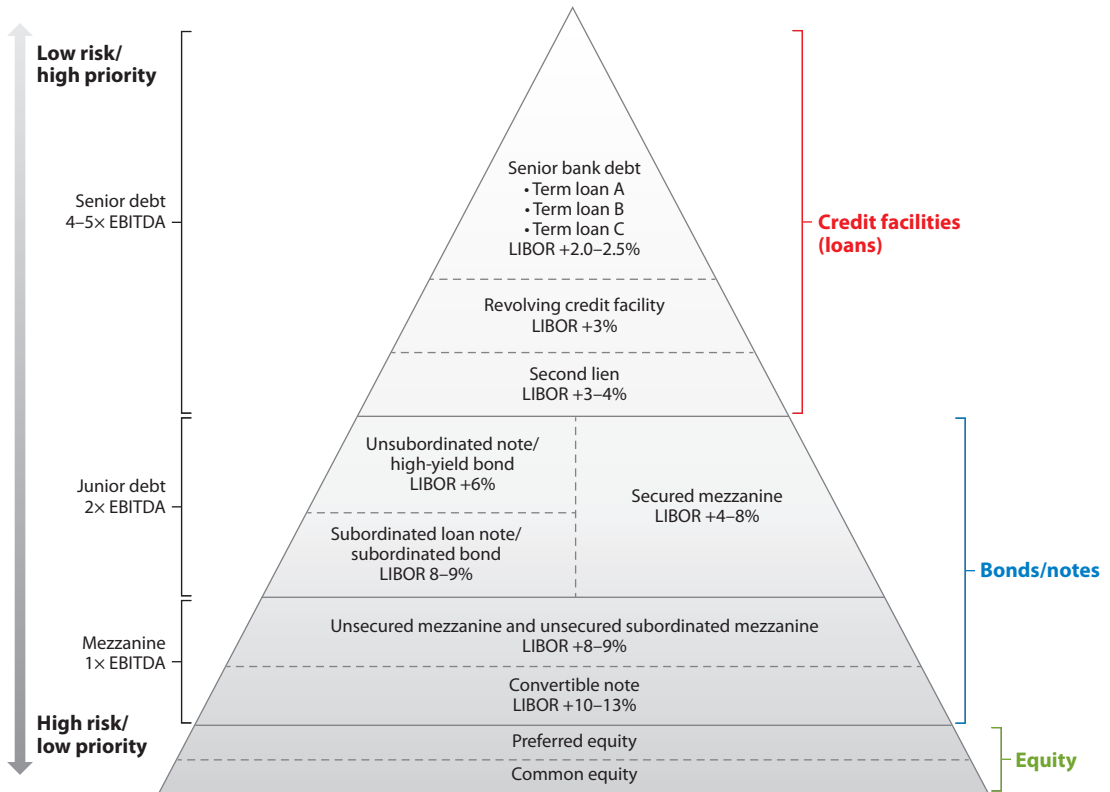 Low risk/
high priority
Senior debt
4–5× EBITDA
Senior bank debt
• Term loan A
• Term loan B
• Term loan C
LIBOR +2.0–2.5%
Credit facilities
(loans)
Revolving credit facility
LIBOR +3%
Second lien
LIBOR +3–4%
Junior debt
2× EBITDA
Unsubordinated note/
high-yield bond
LIBOR +6%
Subordinated loan note/
subordinated bond
LIBOR 8–9%
Secured mezzanine
LIBOR +4–8%
Bonds/notes
Mezzanine
1× EBITDA
Unsecured mezzanine and unsecured subordinated mezzanine
LIBOR +8–9%
Convertible note
LIBOR +10–13%
High risk/
low priority
Preferred equity
Common equity
Equity